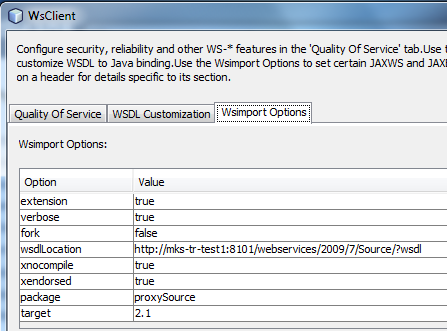 WsClient
Configure security, reliability and other WS-* features in the 'Quality Of Service' tab.Use t
customize WSDL to Java binding.Use the Wsimport Options to set certain JAXWS and JAX
on a header for details specific to its section.
Quality Of Service WSDL Customization Wsimport Options
Wsimport Options:
Option Value
extension true
verbose true
fork false
wsdlLocation http://mks-tr-test1:8101/webservices/2009/7/Source/?wsdl
xnocompile true
xendorsed true
package proxySource
target 2.1